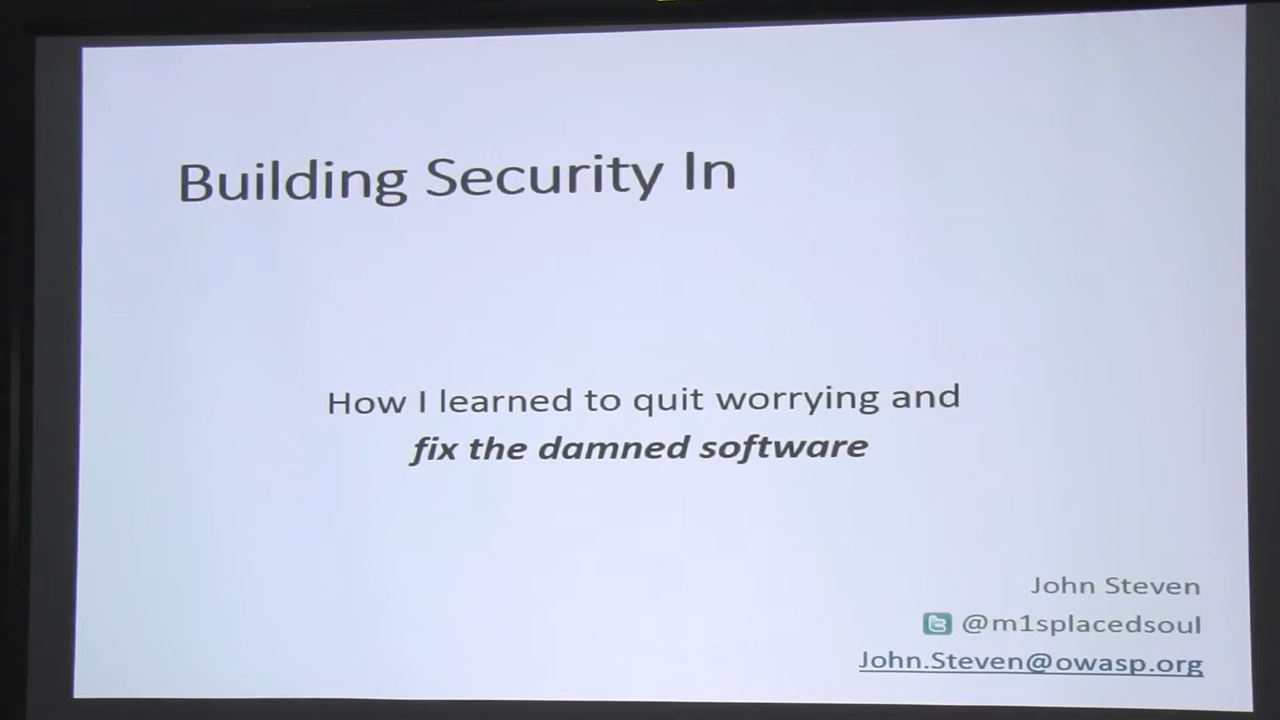 Building Security In
How I learned to quit worrying and
fix the damned software
John Steven
@m1splacedsoul
John.Steven@owasp.org